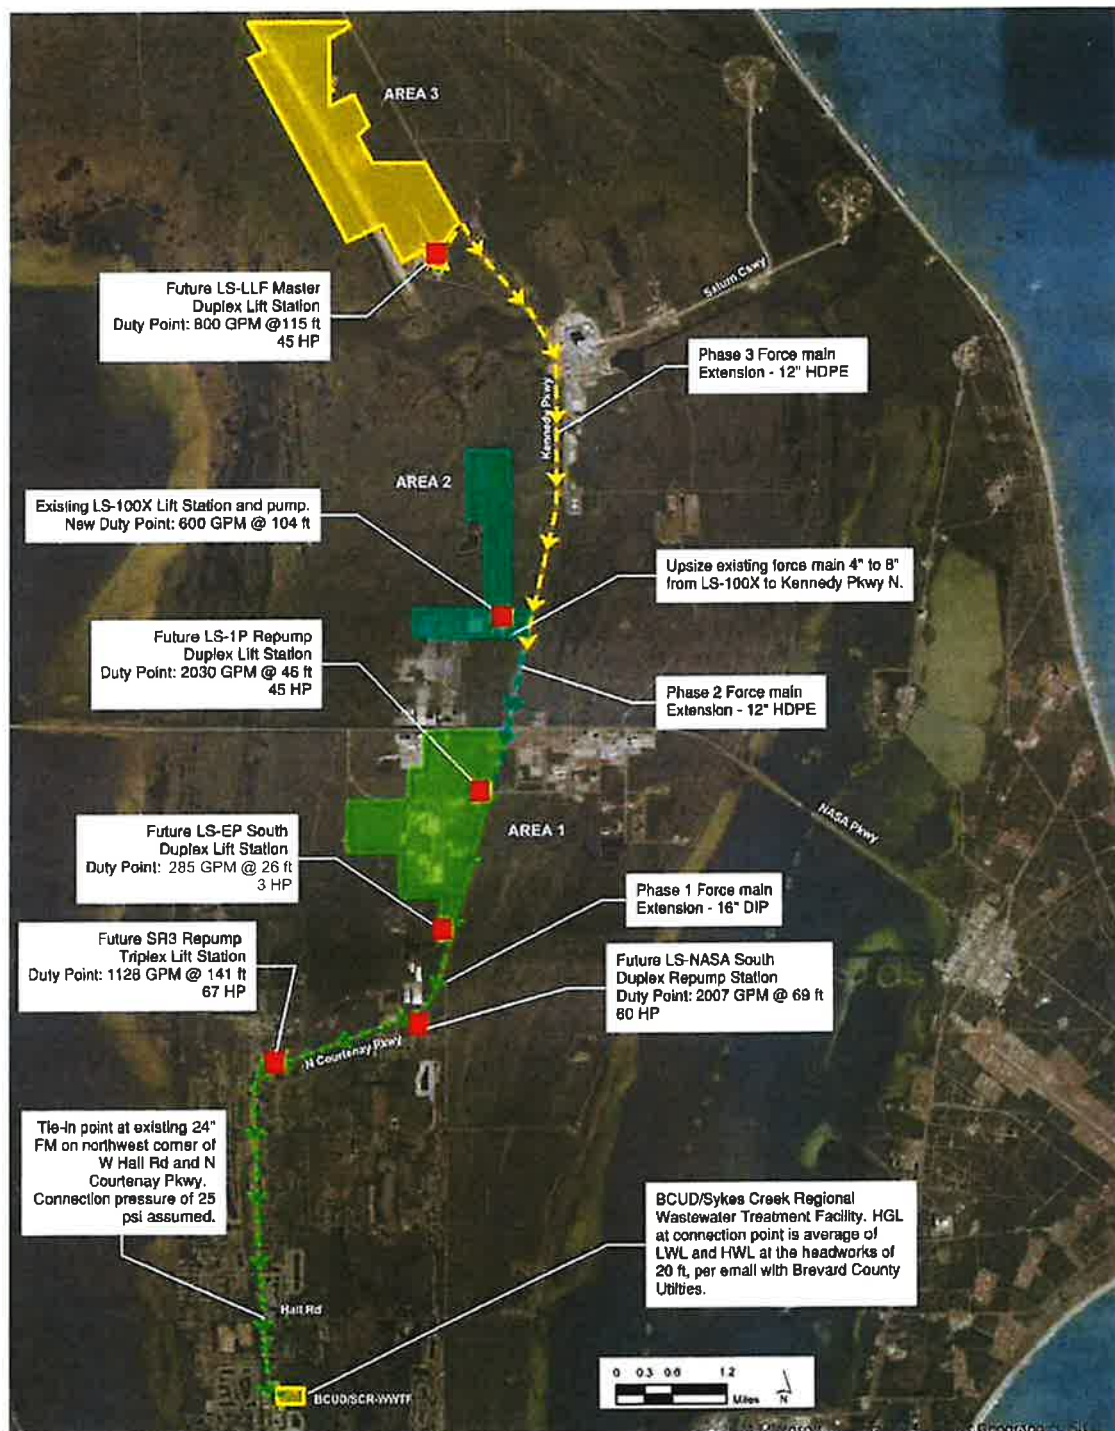 AREA 3
Saturn Cswy
Future LS-LLF Master
Duplex Lift Station
Duty Point: 800 GPM @115 ft
45 HP
Phase 3 Force main
Extension - 12" HDPE
Kennedy Pkwy
AREA 2
Existing LS-100X Lift Station and pump.
New Duty Point: 600 GPM @ 104 ft
Upsize existing force main 4" to 8"
from LS-100X to Kennedy Pkwy N.
Future LS-1P Repump
Duplex Lift Station
Duty Point: 2030 GPM @ 46 ft
45 HP
Phase 2 Force main
Extension - 12" HDPE
NASA Pkwy
AREA 1
Future LS-EP South
Duplex Lift Station
Duty Point: 285 GPM @ 26 ft
3 HP
Phase 1 Force main
Extension - 16" DIP
Future SR3 Repump
Triplex Lift Station
Duty Point: 1128 GPM @ 141 ft
67 HP
Future LS-NASA South
Duplex Repump Station
Duty Point: 2007 GPM @ 69 ft
60 HP
N Courtenay Pkwy
Tie-in point at existing 24"
FM on northwest corner of
W Hall Rd and N
Courtenay Pkwy.
Connection pressure of 25
psi assumed.
BCUD/Sykes Creek Regional
Wastewater Treatment Facility. HGL
at connection point is average of
LWL and HWL at the headworks of
20 ft, per email with Brevard County
Utilities.
Hall Rd
BCUD/SCR-WWTF
0 0.3 0.6 1.2
Miles
N
Microsoft